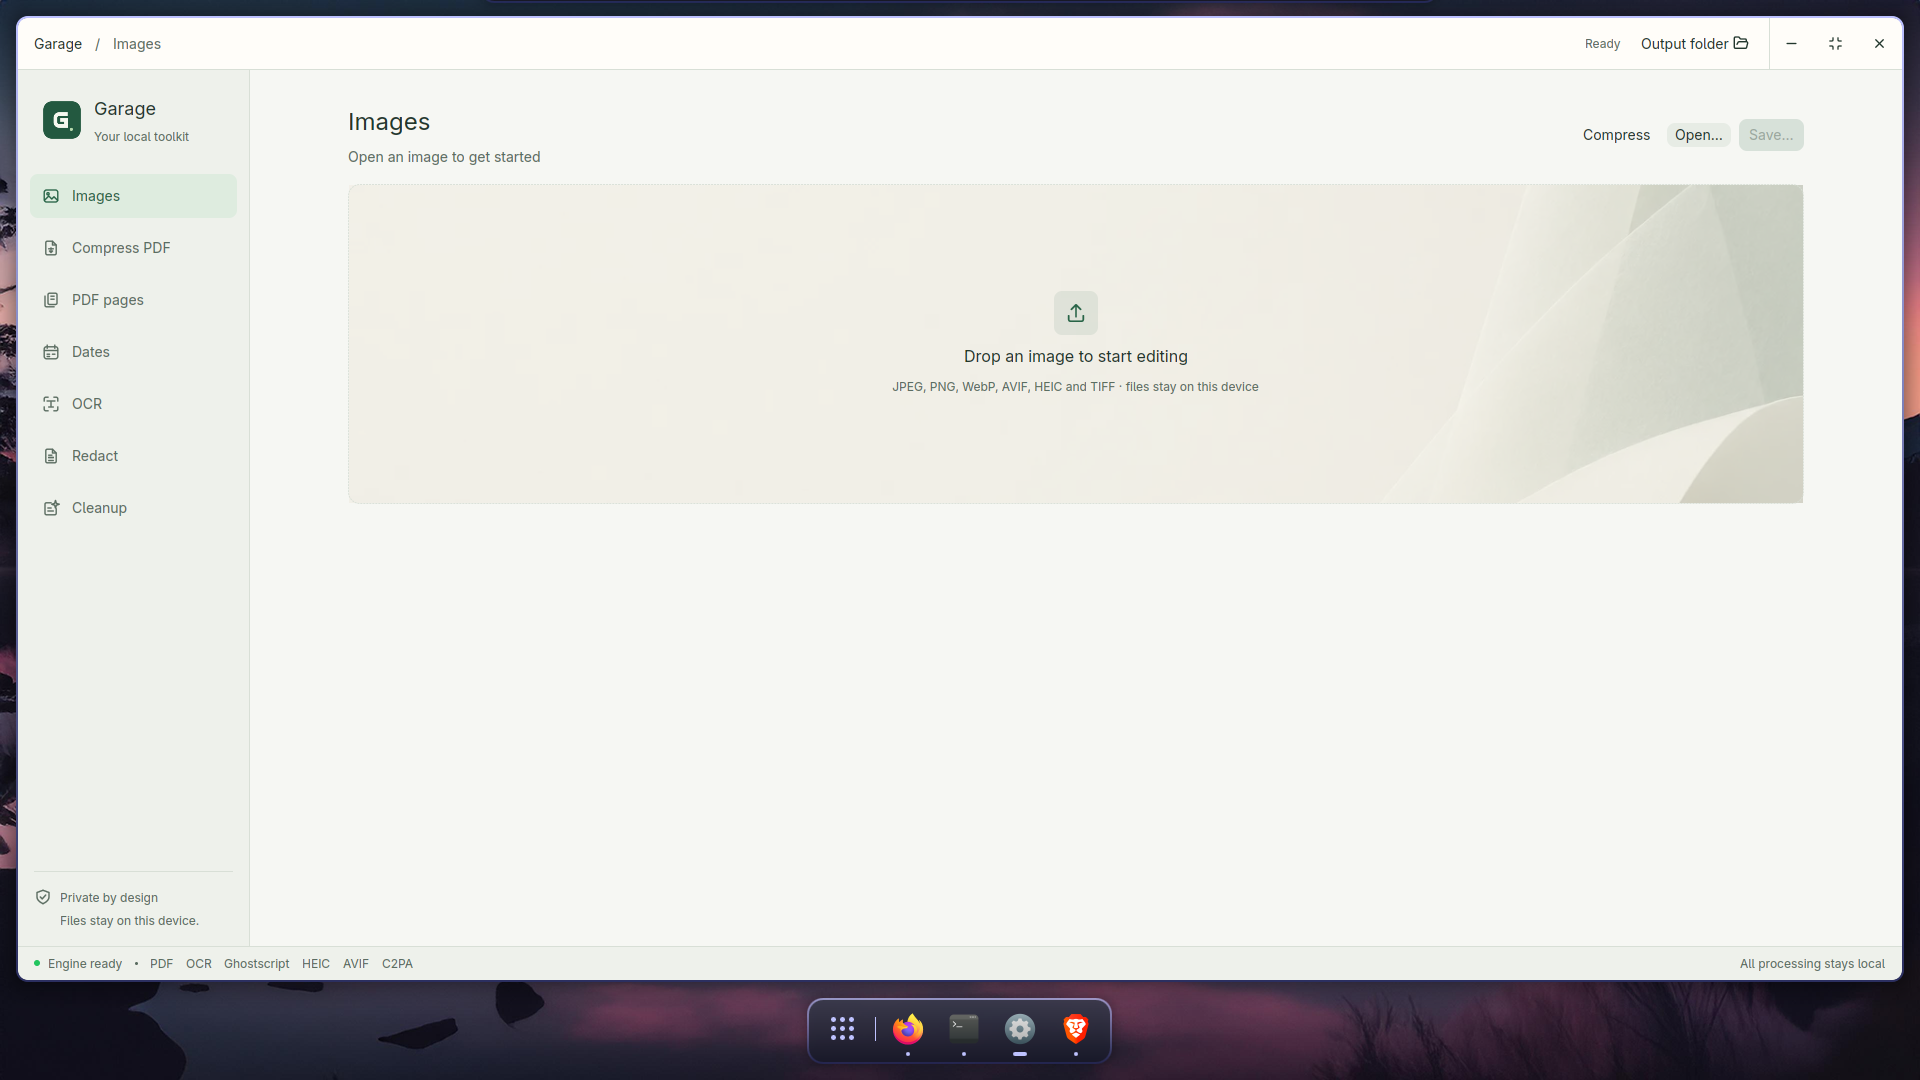 Garage / Images
Ready
Output folder
Garage
Your local toolkit
Images
Compress PDF
PDF pages
Dates
OCR
Redact
Cleanup
Private by design
Files stay on this device.
Images
Open an image to get started
Compress
Open...
Save...
Drop an image to start editing
JPEG, PNG, WebP, AVIF, HEIC and TIFF · files stay on this device
Engine ready • PDF OCR Ghostscript HEIC AVIF C2PA
All processing stays local